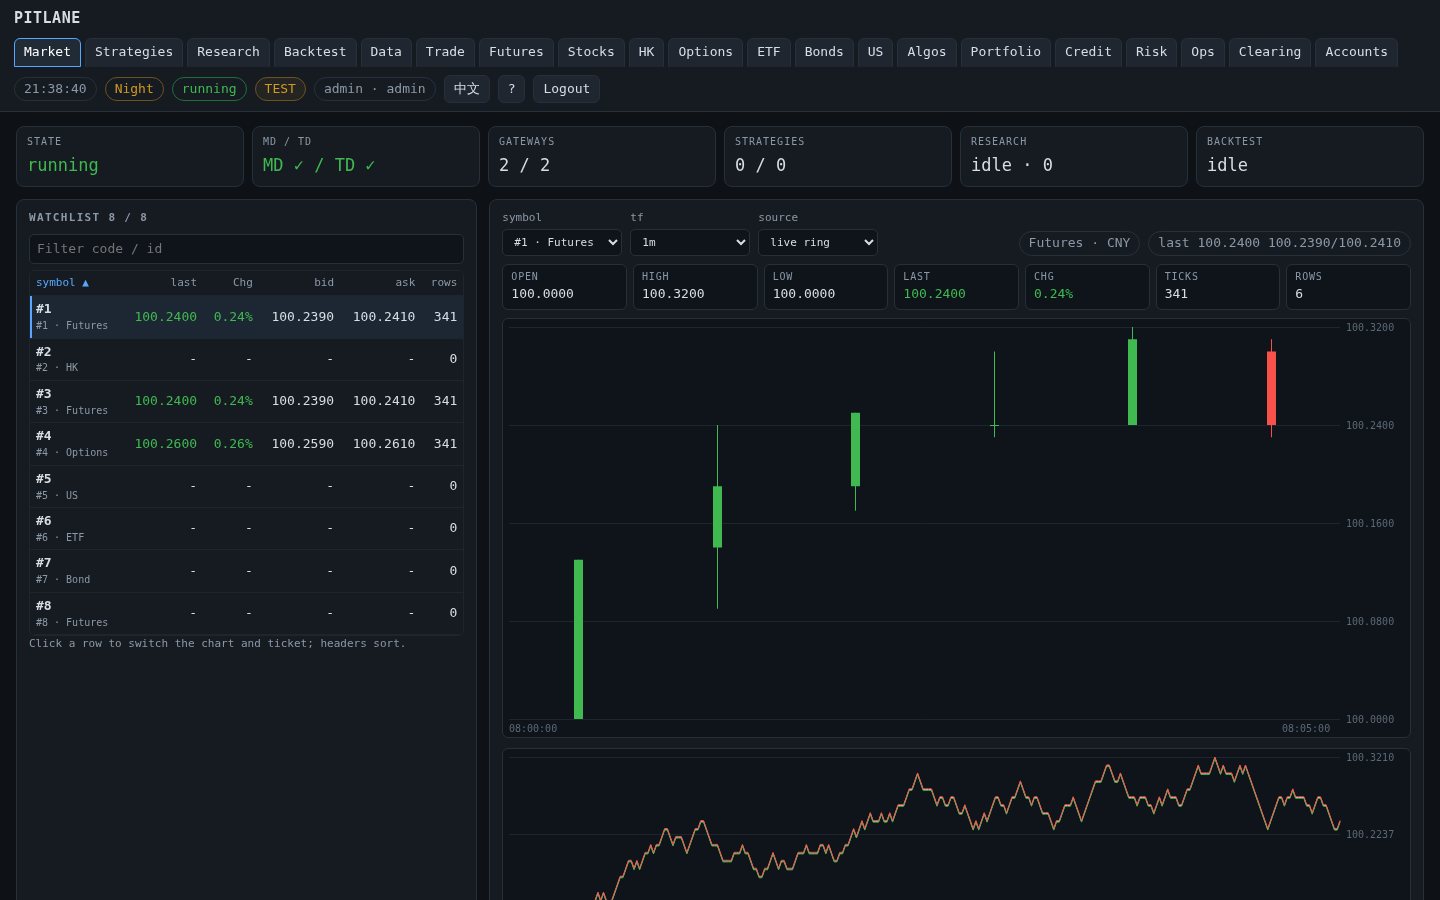 PITLANE
Market Strategies Research Backtest Data Trade Futures Stocks HK Options ETF Bonds US Algos Portfolio Credit Risk Ops Clearing Accounts
21:38:40 Night running TEST admin · admin 中文 ? Logout
STATE MD / TD GATEWAYS STRATEGIES RESEARCH BACKTEST
running MD ✓ / TD ✓ 2 / 2 0 / 0 idle · 0 idle
WATCHLIST 8 / 8
Filter code / id
symbol ▲ last Chg bid ask rows
#1
#1 · Futures 100.2400 0.24% 100.2390 100.2410 341
#2
#2 · HK - - - - 0
#3
#3 · Futures 100.2400 0.24% 100.2390 100.2410 341
#4
#4 · Options 100.2600 0.26% 100.2590 100.2610 341
#5
#5 · US - - - - 0
#6
#6 · ETF - - - - 0
#7
#7 · Bond - - - - 0
#8
#8 · Futures - - - - 0
Click a row to switch the chart and ticket; headers sort.
symbol tf source
#1 · Futures 1m live ring Futures · CNY last 100.2400 100.2390/100.2410
OPEN HIGH LOW LAST CHG TICKS ROWS
100.0000 100.3200 100.0000 100.2400 0.24% 341 6
100.3200
100.2400
100.1600
100.0800
100.0000
08:00:00 08:05:00
100.3210
100.2237